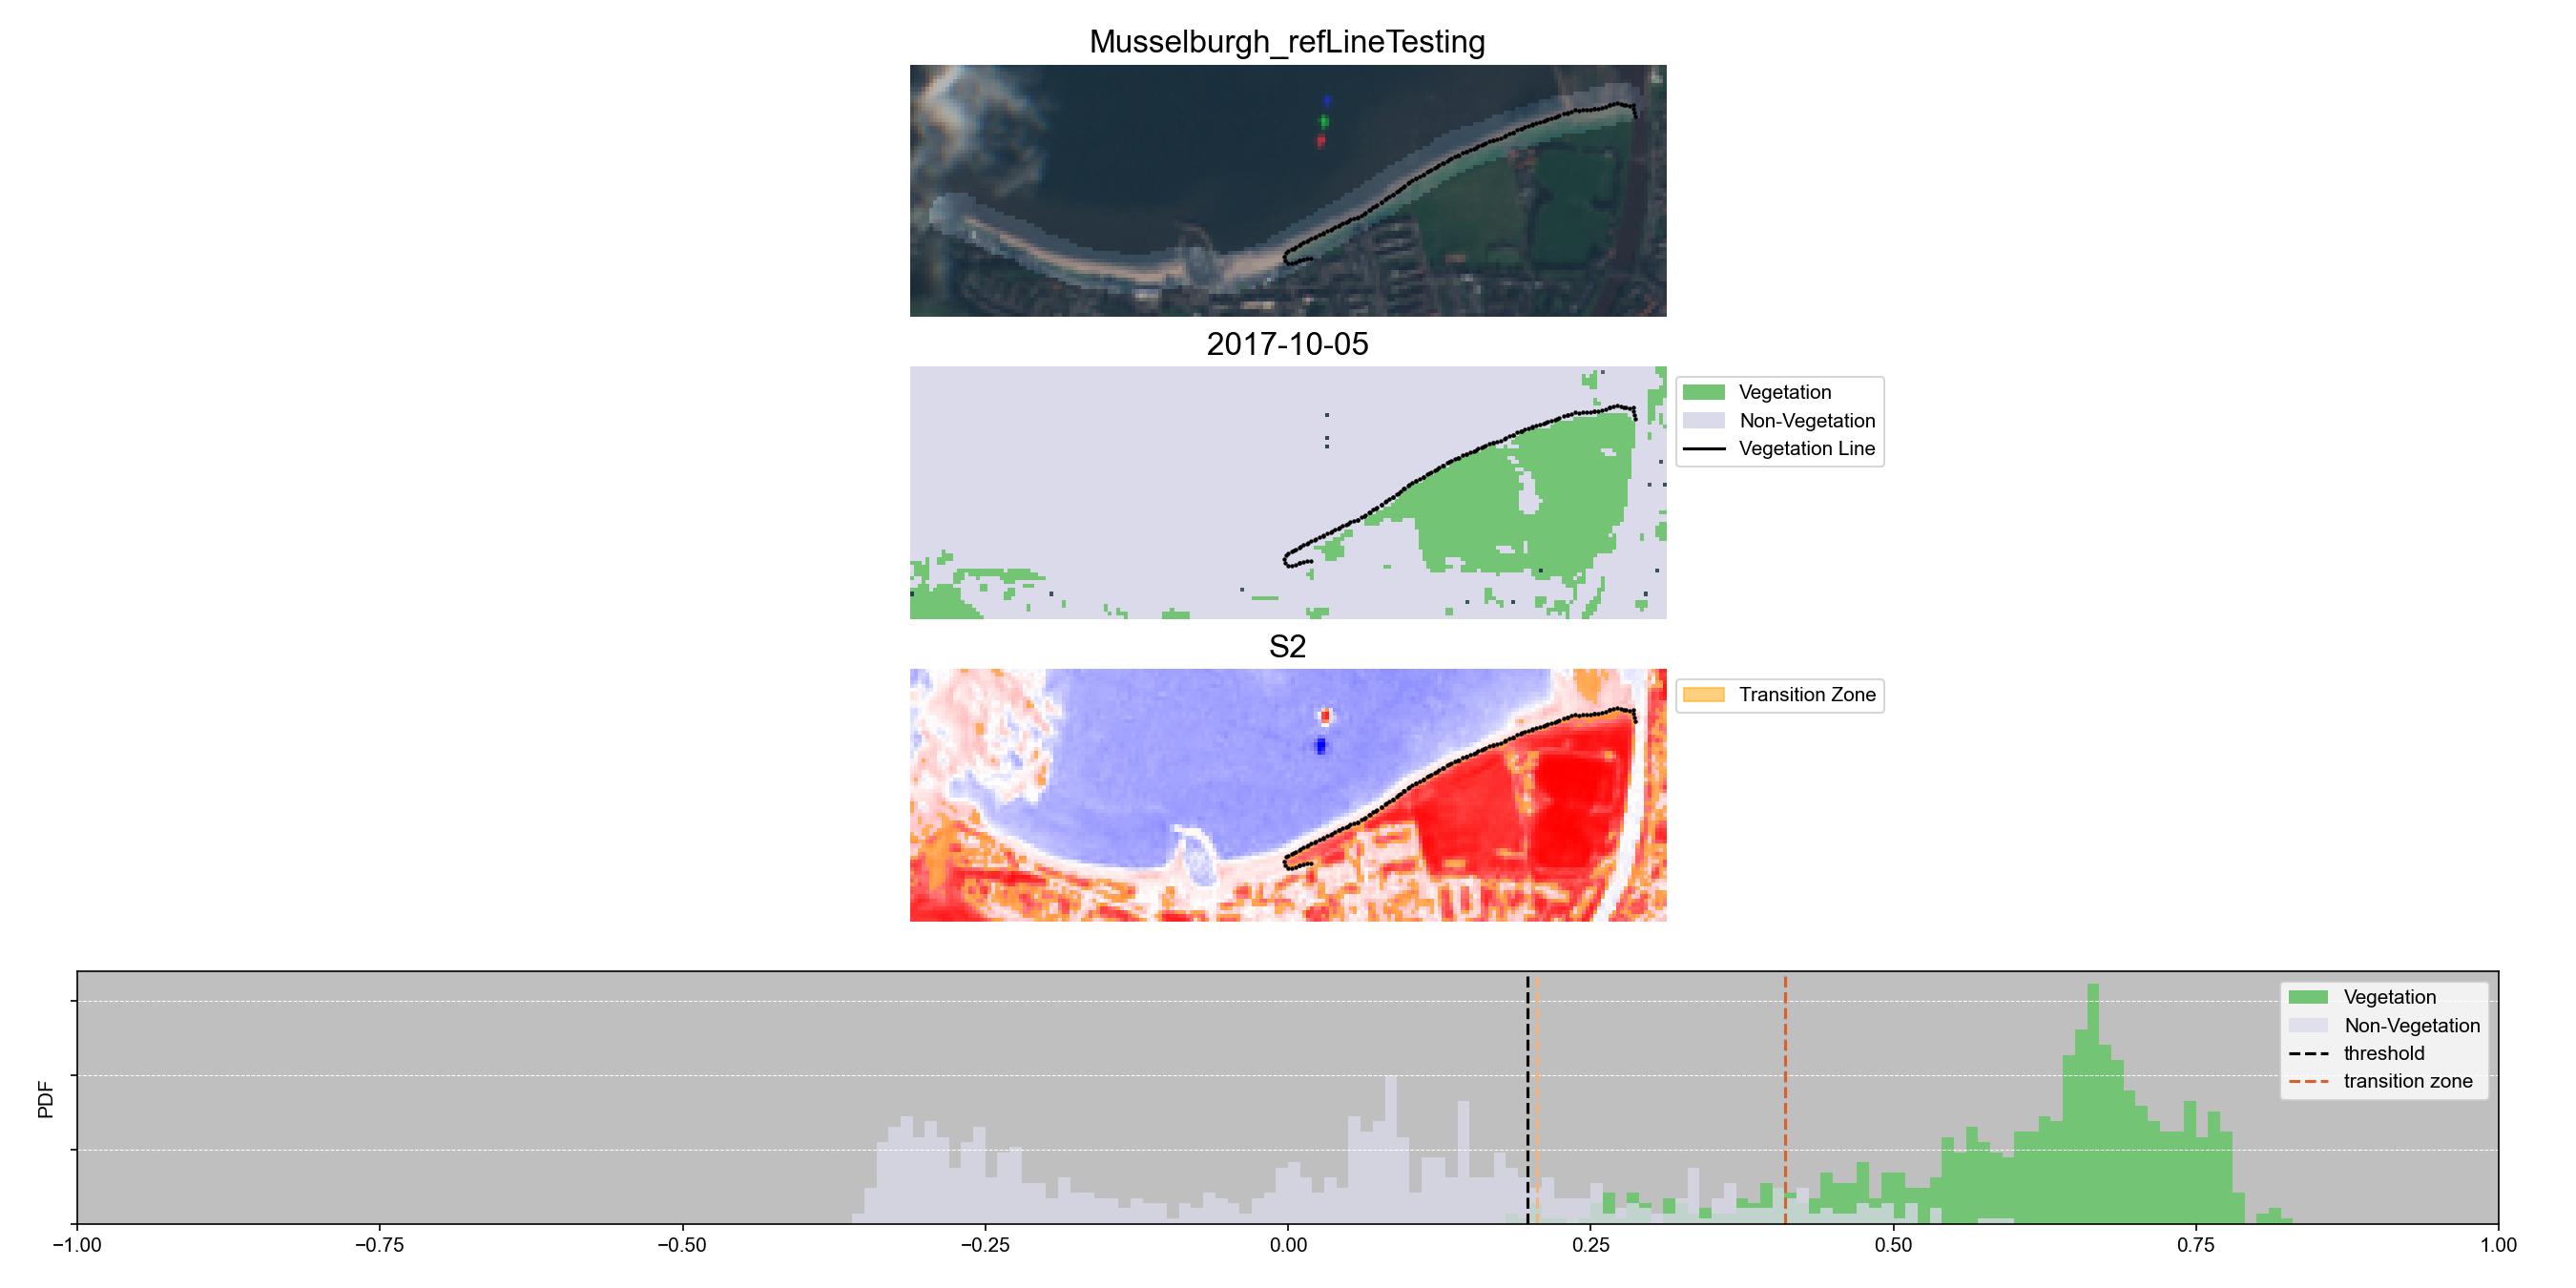 Musselburgh_refLineTesting
2017-10-05
Vegetation
Non-Vegetation
Vegetation Line
S2
Transition Zone
PDF
Vegetation
Non-Vegetation
threshold
transition zone
−1.00 −0.75 −0.50 −0.25 0.00 0.25 0.50 0.75 1.00